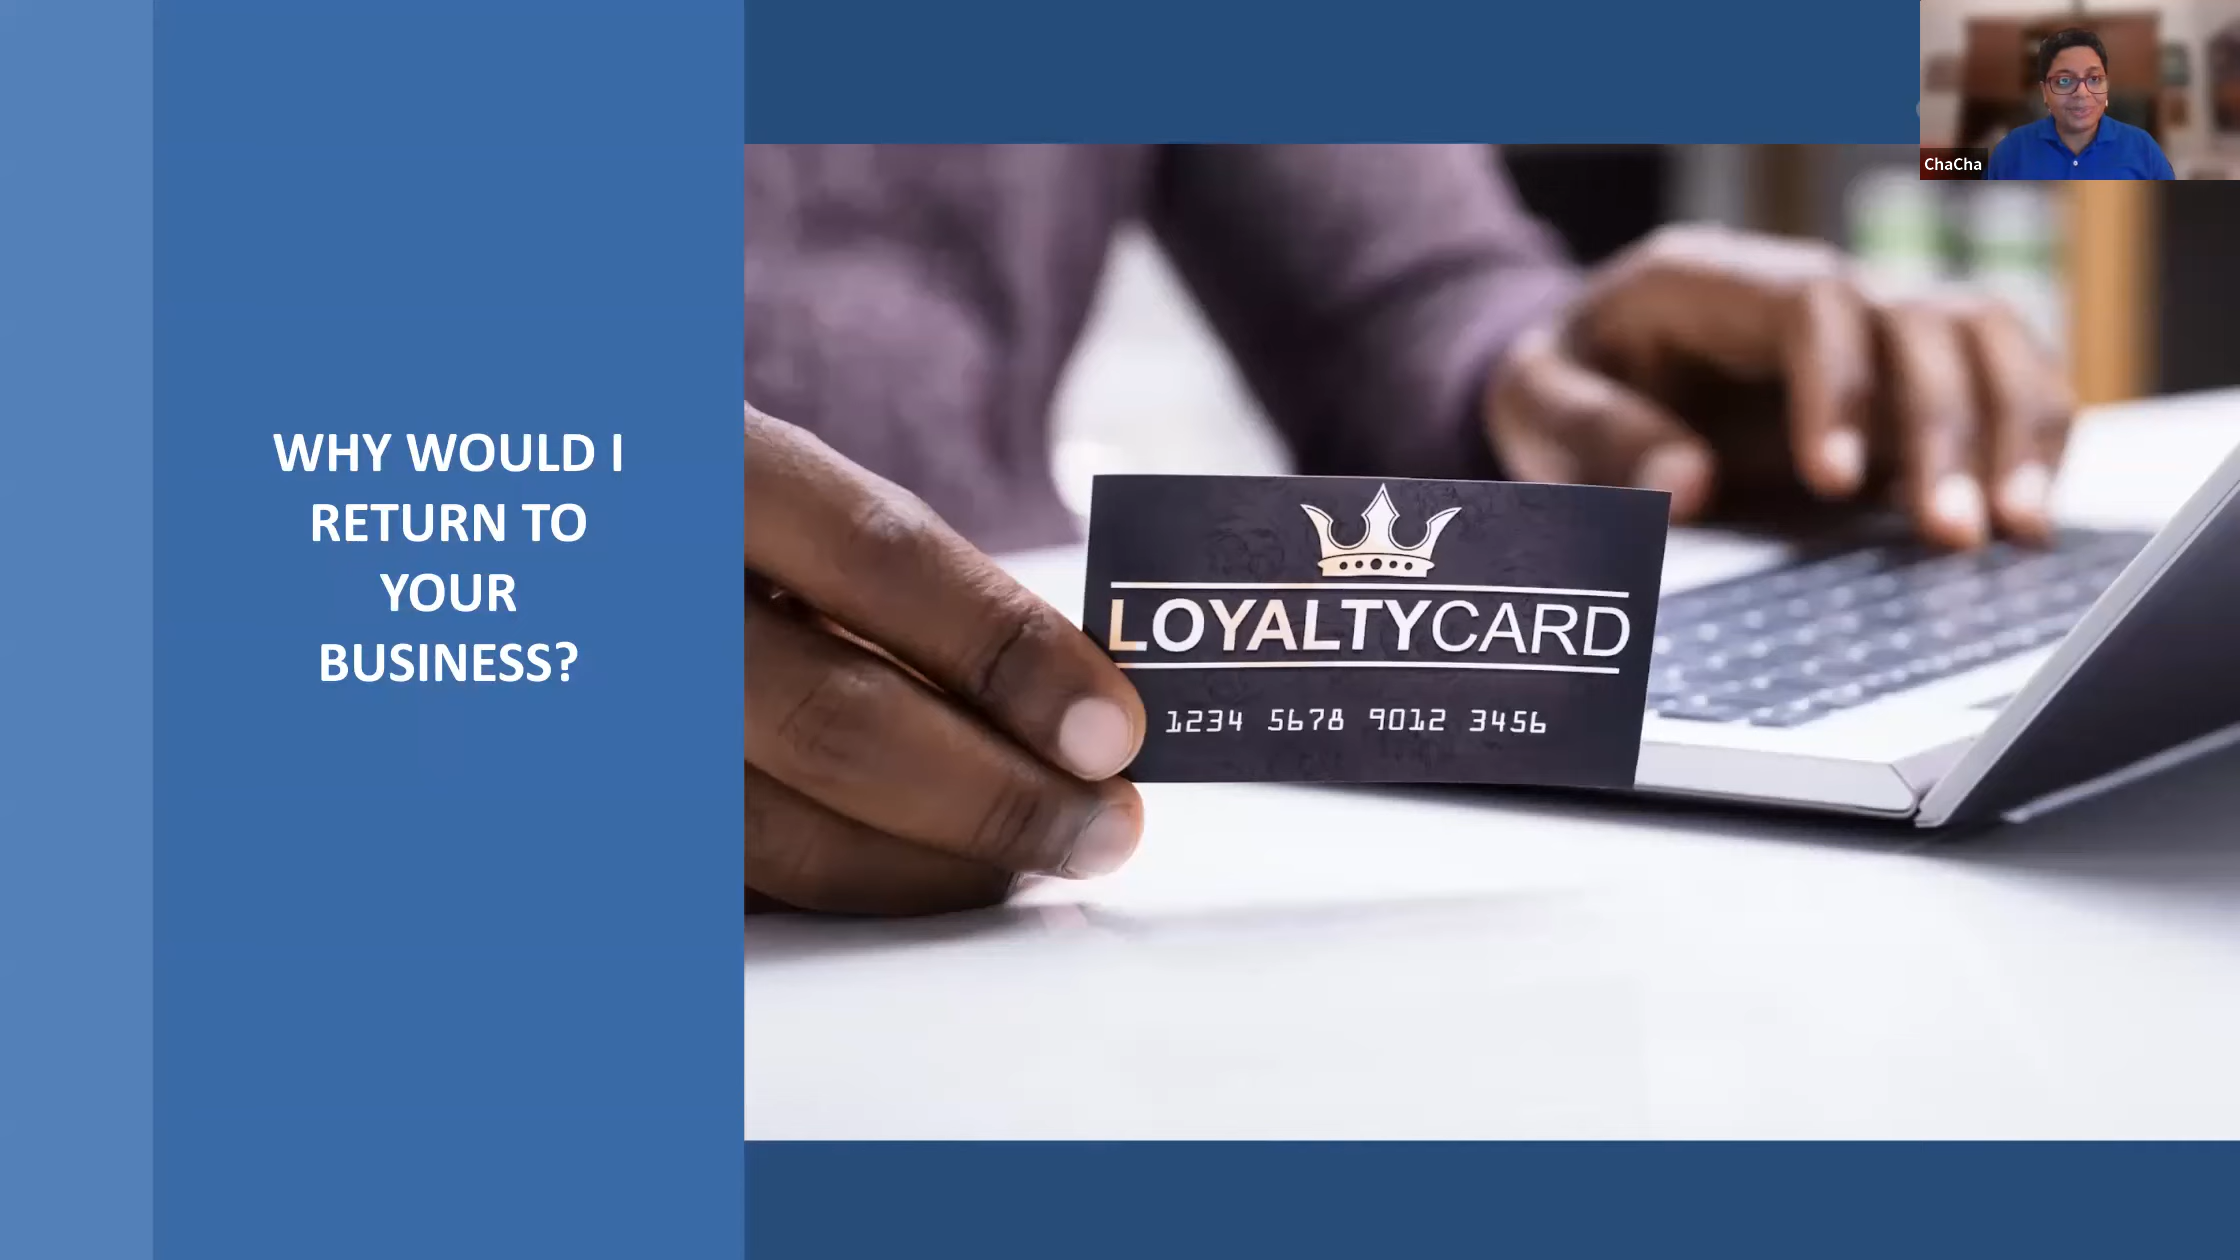 WHY WOULD I
RETURN TO
YOUR
BUSINESS?
ChaCha
LOYALTYCARD
1234 5678 9012 3456